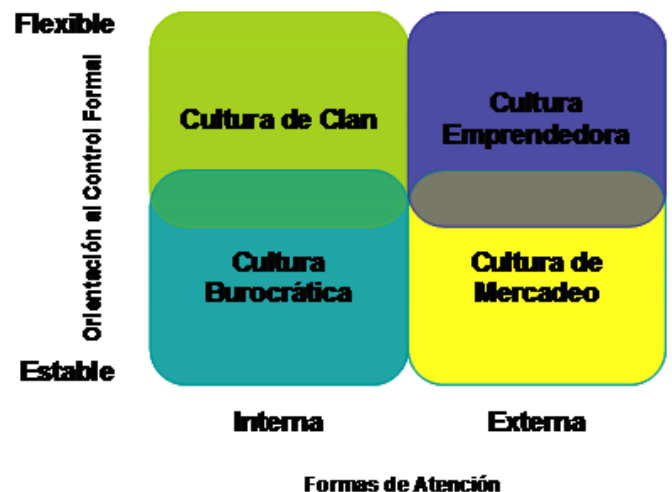 Flexible
Orientación al Control Formal
Cultura de Clan
Cultura
Emprendedora
Cultura
Burocrática
Cultura de
Mercadeo
Estable
Interna
Externa
Formas de Atención